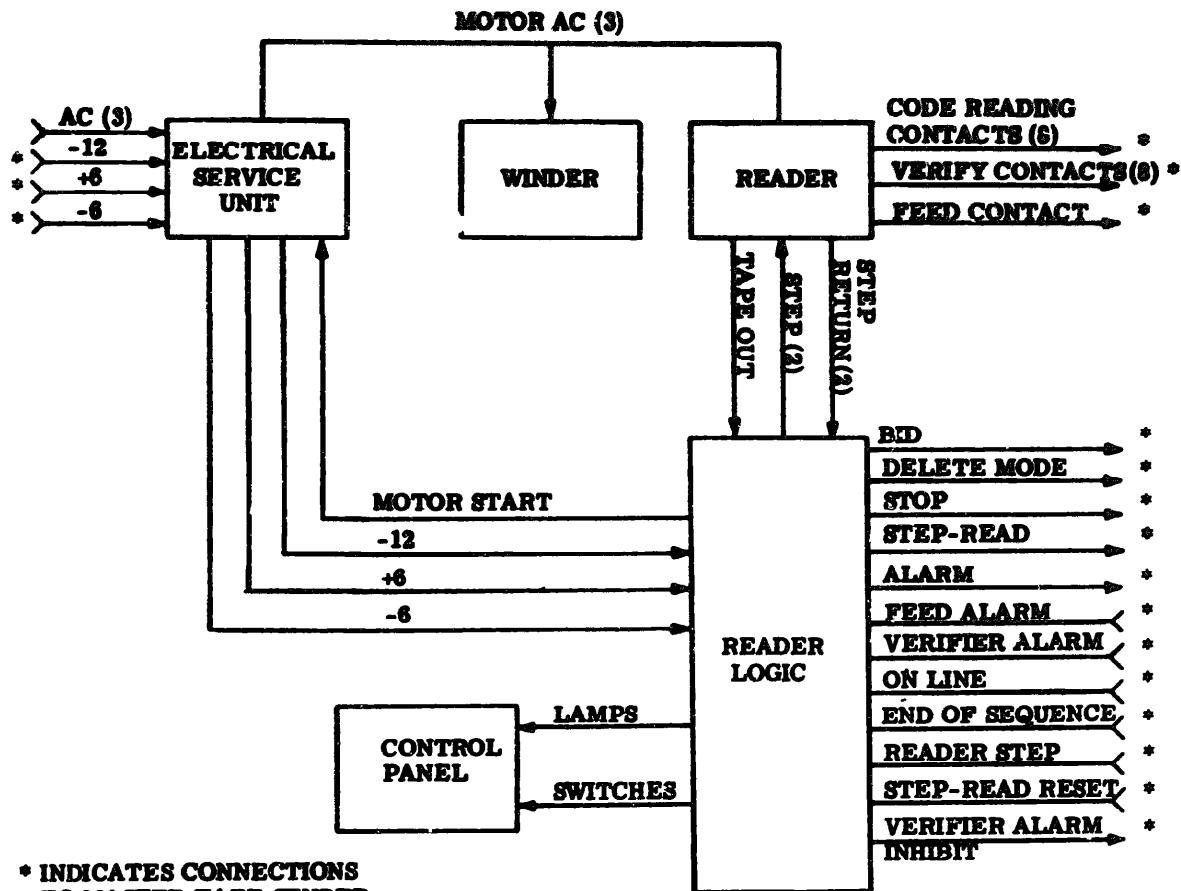 MOTOR AC (3)
AC (3)
* -12
* +6
* -6
ELECTRICAL
SERVICE
UNIT
WINDER
READER
CODE READING
CONTACTS (6) *
VERIFY CONTACTS(8) *
FEED CONTACT *
TAPE OUT
STEP (2)
STEP
RETURN(2)
MOTOR START
-12
+6
-6
READER
LOGIC
LAMPS
SWITCHES
CONTROL
PANEL
BID *
DELETE MODE *
STOP *
STEP-READ *
ALARM *
FEED ALARM *
VERIFIER ALARM *
ON LINE *
END OF SEQUENCE *
READER STEP *
STEP-READ RESET *
VERIFIER ALARM *
INHIBIT
* INDICATES CONNECTIONS